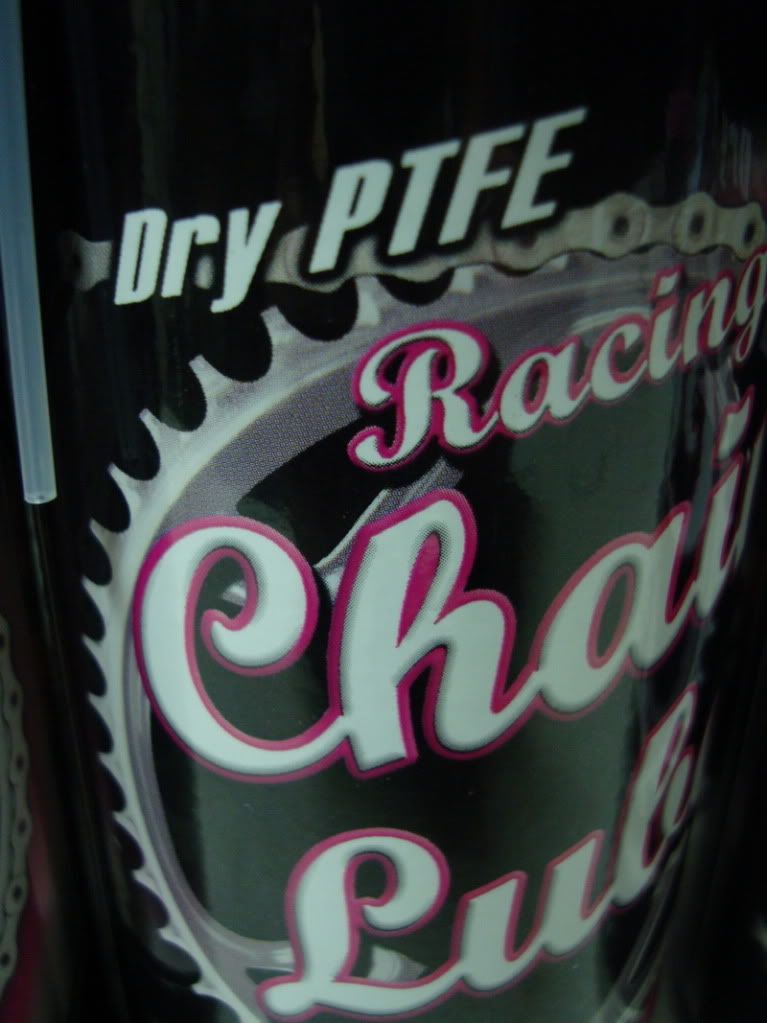 Dry PTFE
Racing
Chai
Lub